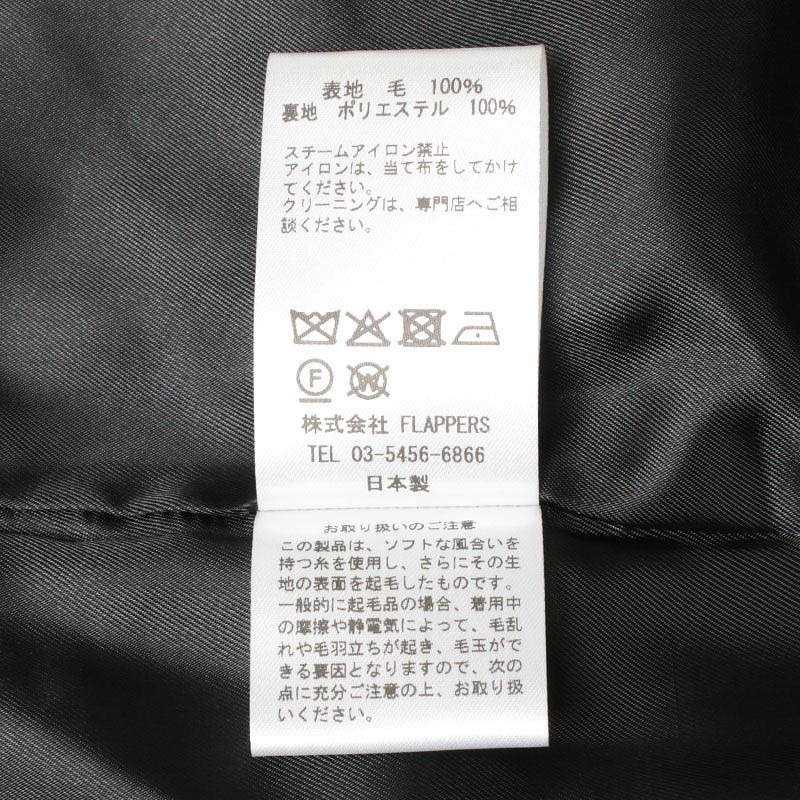 表地 毛 100%
裏地 ポリエステル 100%
スチームアイロン禁止
アイロンは、当て布をしてかけ
てください。
クリーニングは、専門店へご相
談ください。
F W
株式会社 FLAPPERS
TEL 03-5456-6866
日本製
お取り扱いのご注意
この製品は、ソフトな風合いを
持つ糸を使用し、さらにその生
地の表面を起毛したものです。
一般的に起毛品の場合、着用中
の摩擦や静電気によって、毛乱
れや毛羽立ちが起き、毛玉がで
きる要因となりますので、次の
点に充分ご注意の上、お取り扱
いください。